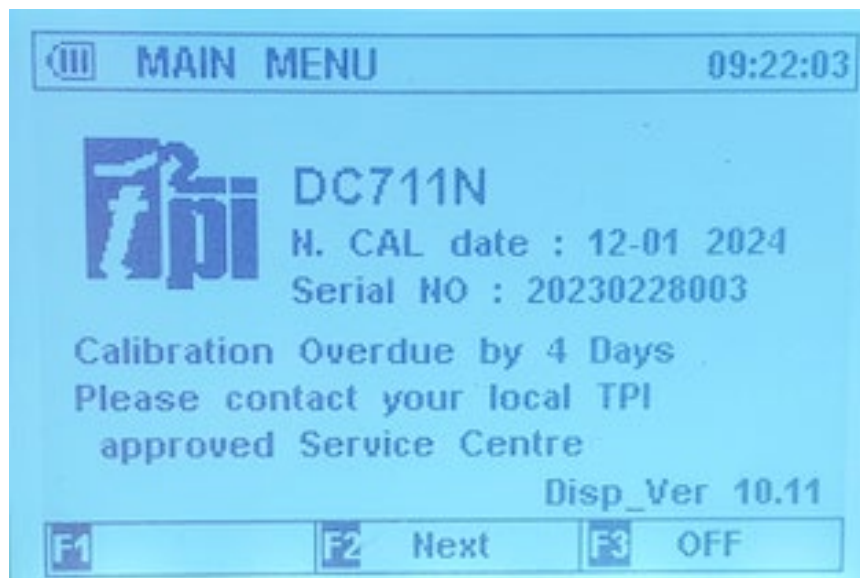 MAIN MENU 09:22:03
tpi
DC711N
N. CAL date : 12-01 2024
Serial NO : 20230228003
Calibration Overdue by 4 Days
Please contact your local TPI
approved Service Centre
Disp_Ver 10.11
F1 F2 Next F3 OFF